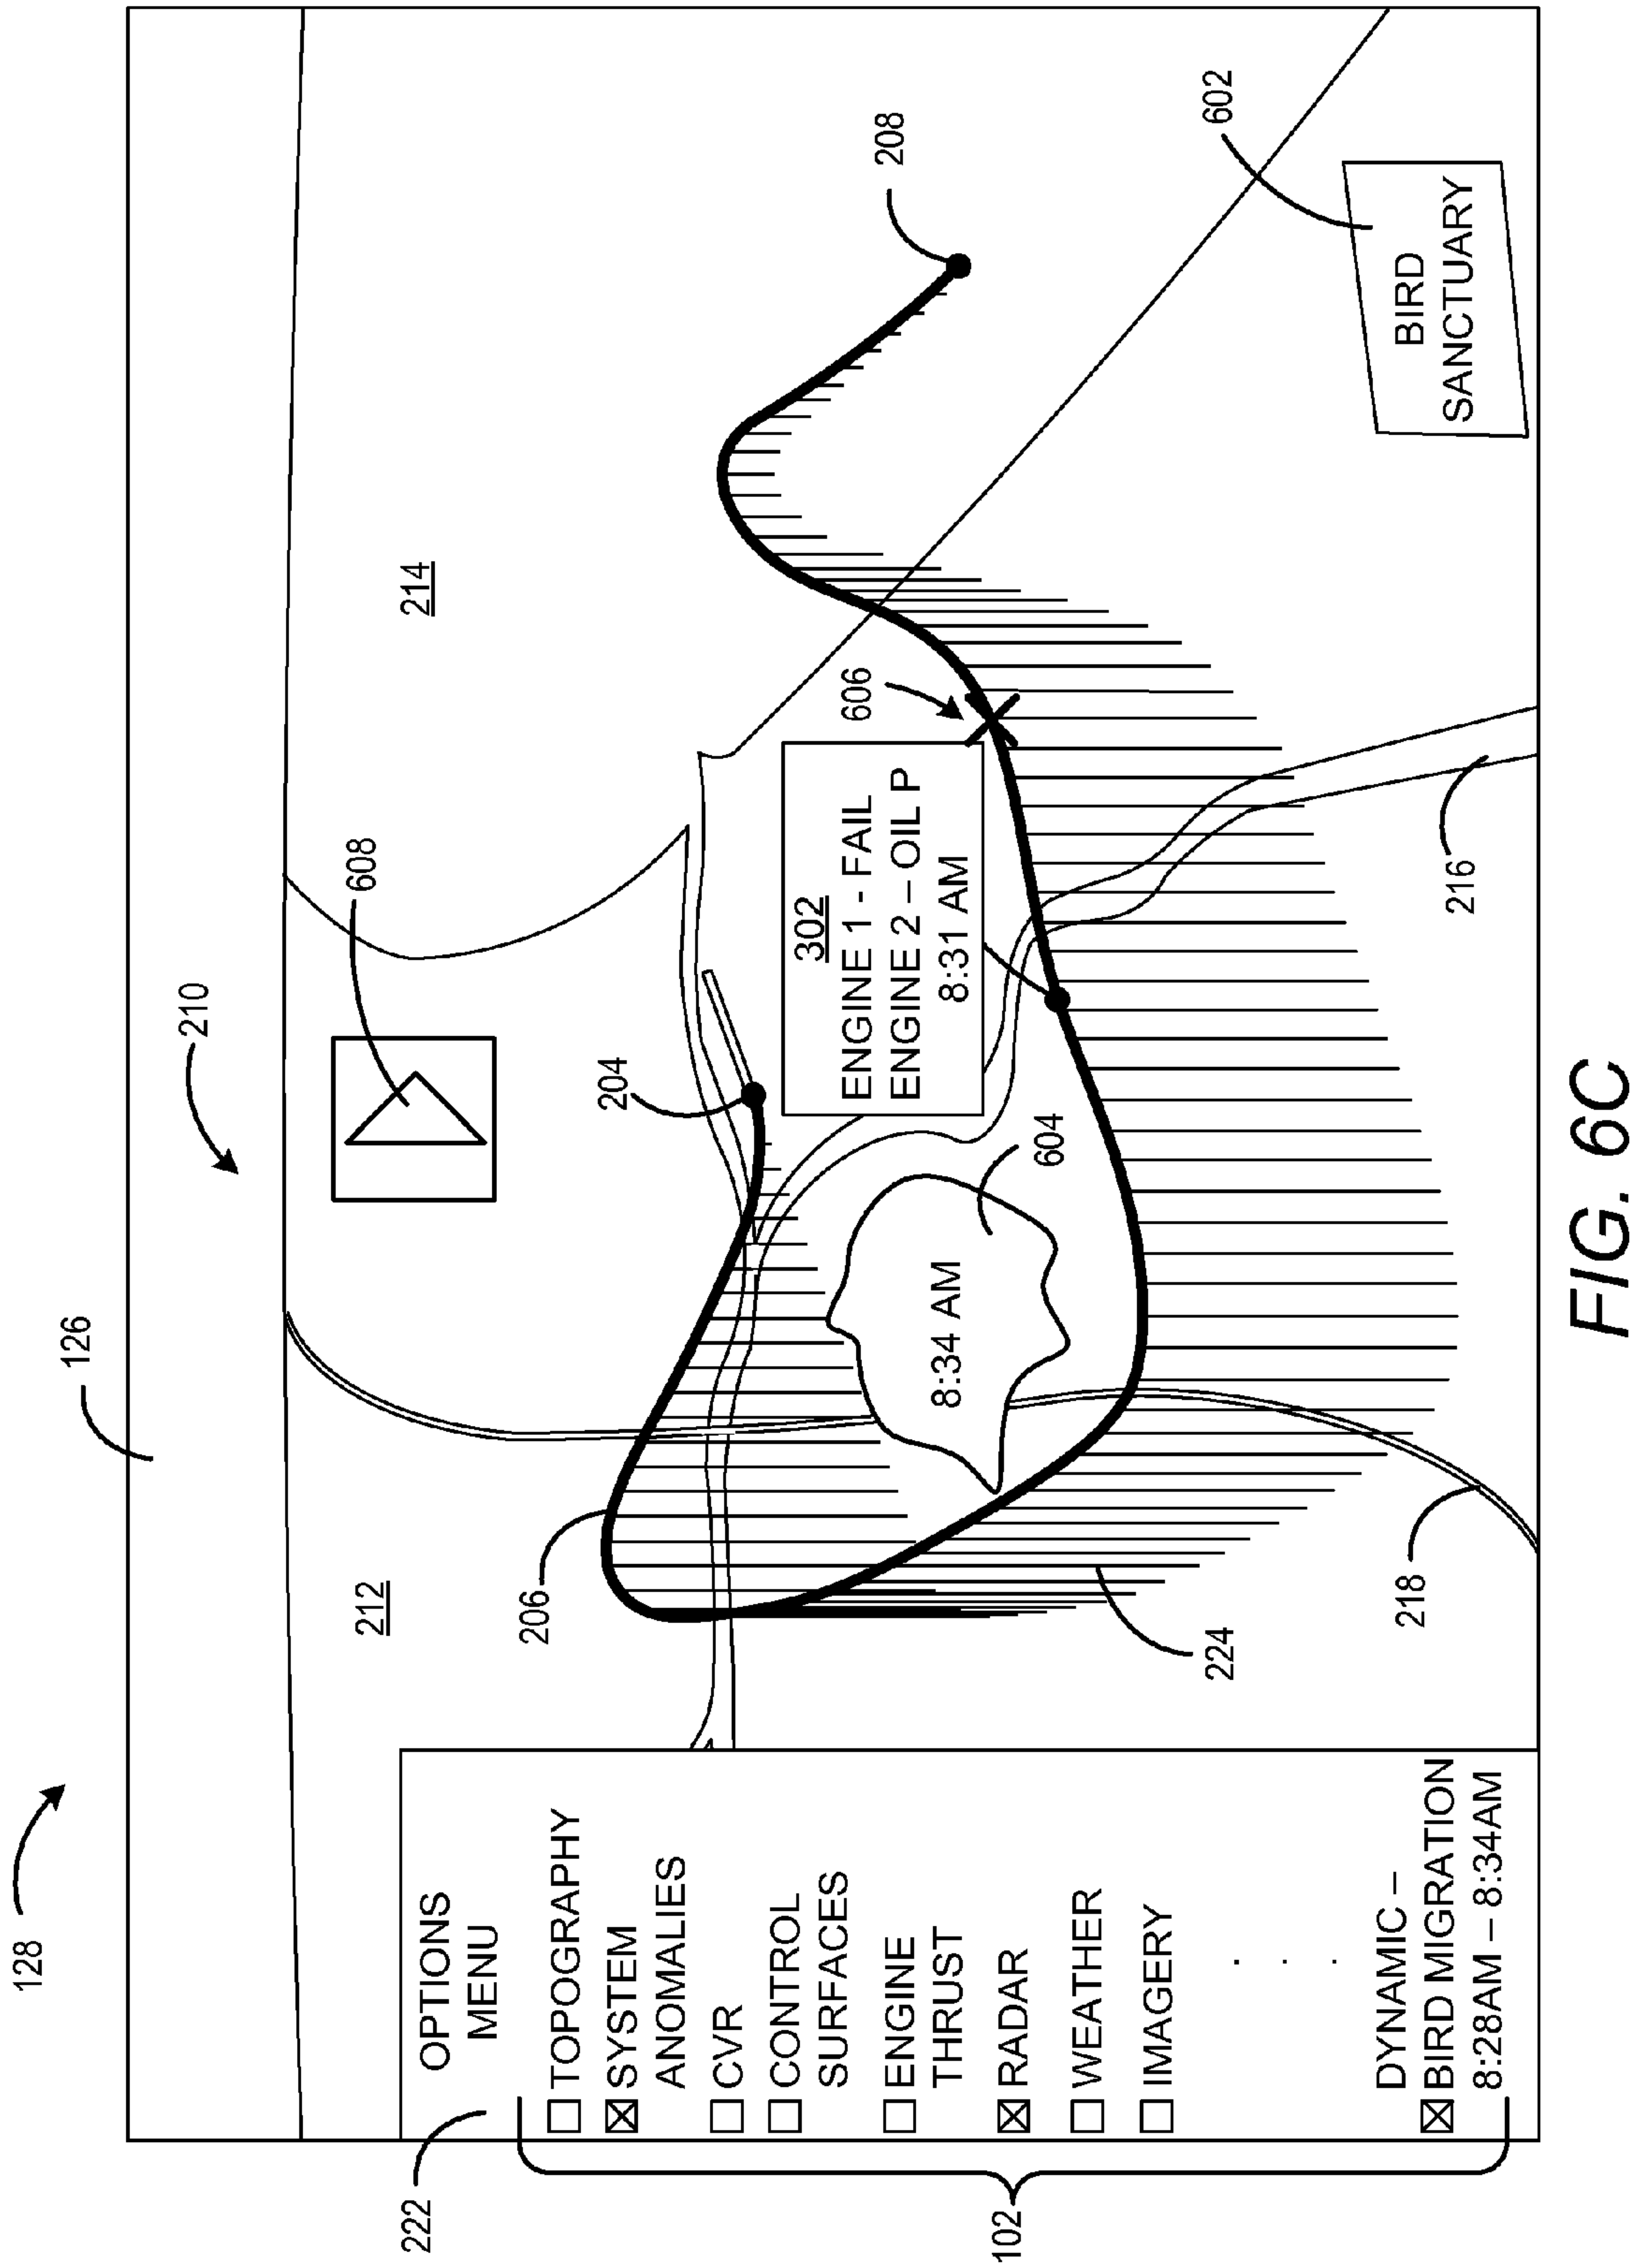 128
126
210
222
OPTIONS
MENU
TOPOGRAPHY
SYSTEM
ANOMALIES
CVR
CONTROL
SURFACES
ENGINE
THRUST
RADAR
WEATHER
IMAGERY
.
.
.
DYNAMIC –
BIRD MIGRATION
8:28AM – 8:34AM
102
212
206
608
214
204
302
ENGINE 1 - FAIL
ENGINE 2 – OIL P
8:31 AM
606
208
8:34 AM
604
224
218
216
602
BIRD
SANCTUARY
FIG. 6C